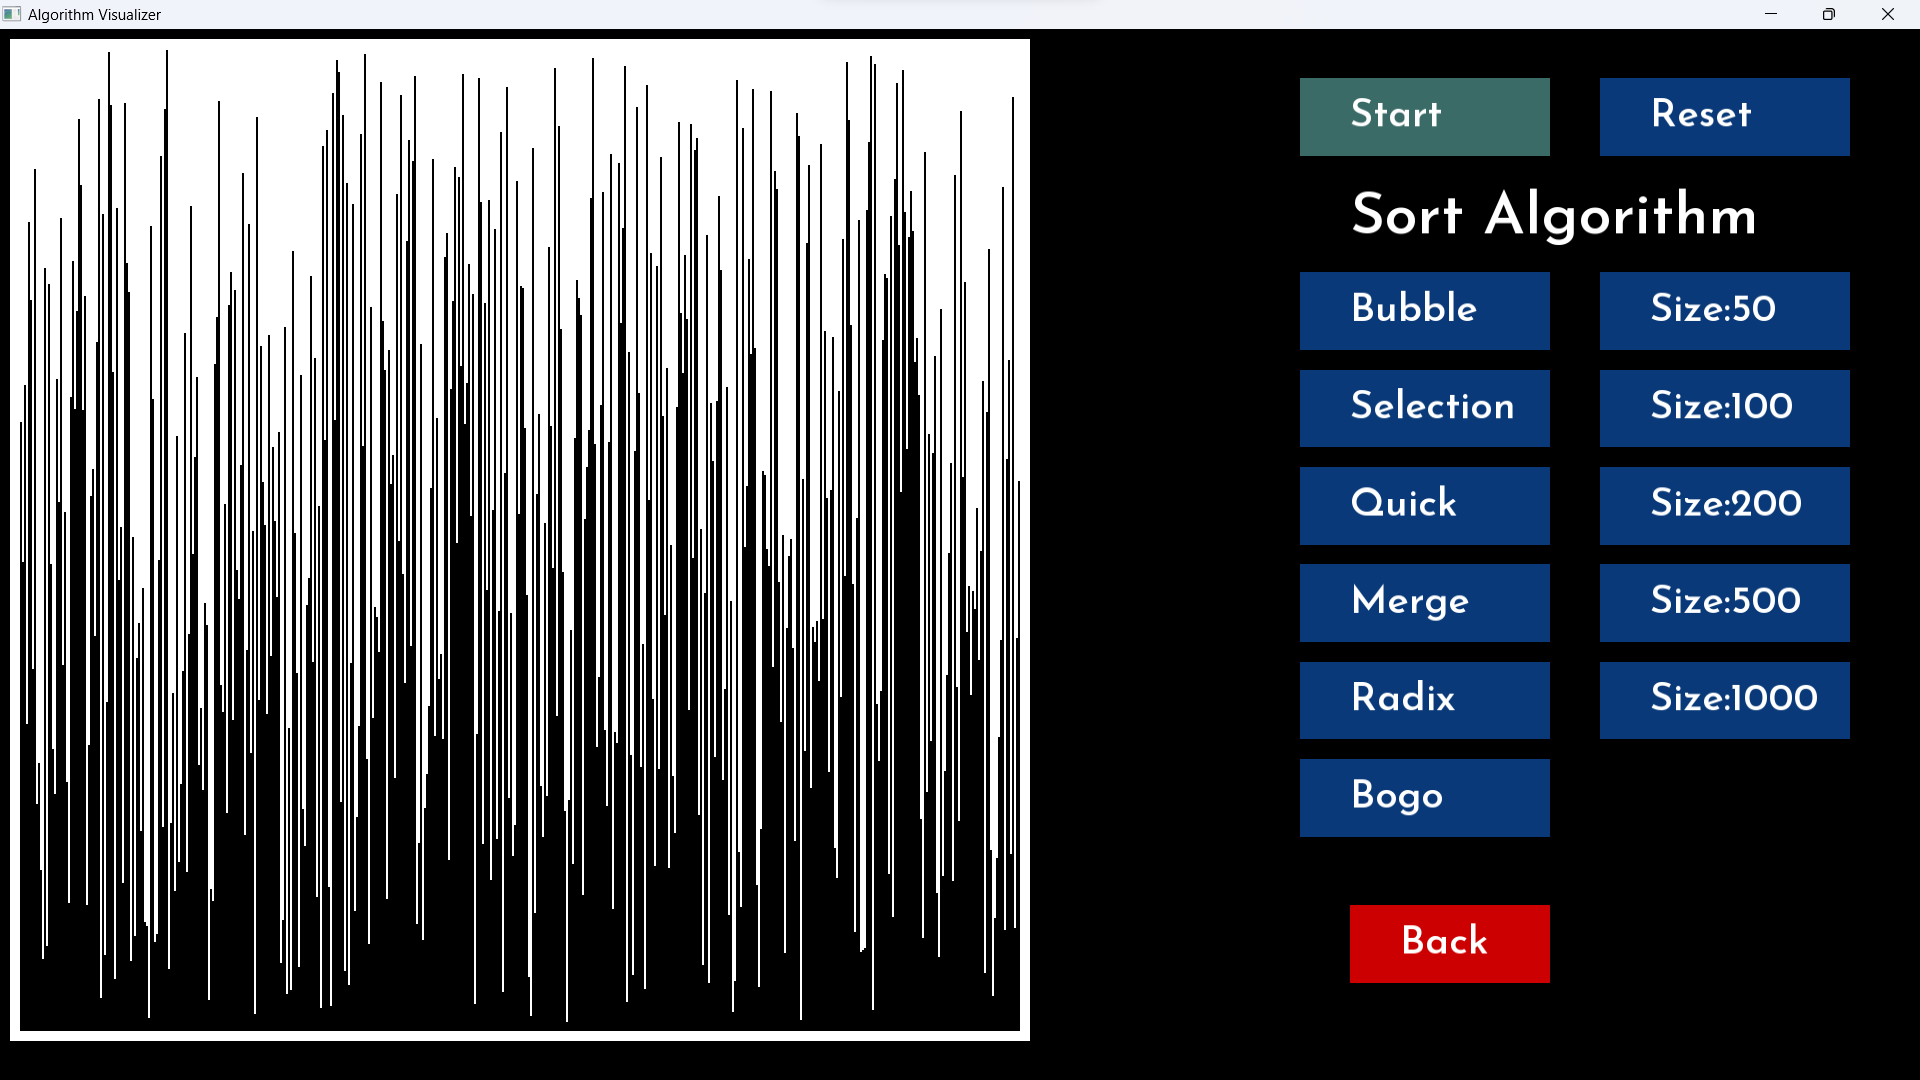 Algorithm Visualizer
Start
Reset
Sort Algorithm
Bubble
Size:50
Selection
Size:100
Quick
Size:200
Merge
Size:500
Radix
Size:1000
Bogo
Back